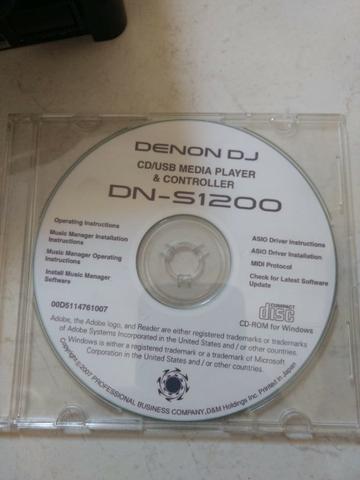 DENON DJ
CD/USB MEDIA PLAYER
& CONTROLLER
DN-S1200
Operating Instructions
Music Manager Installation
Instructions
Music Manager Operating
Instructions
Install Music Manager
Software
ASIO Driver Instructions
ASIO Driver Installation
MIDI Protocol
Check for Latest Software
Update
00D5114761007
COMPACT
disc
CD-ROM for Windows
Adobe, the Adobe logo, and Reader are either registered trademarks or trademarks
of Adobe Systems Incorporated in the United States and / or other countries.
Windows is either a registered trademark or a trademark of Microsoft
Corporation in the United States and / or other countries.
Copyright©2007 PROFESSIONAL BUSINESS COMPANY, D&M Holdings Inc. Printed in Japan